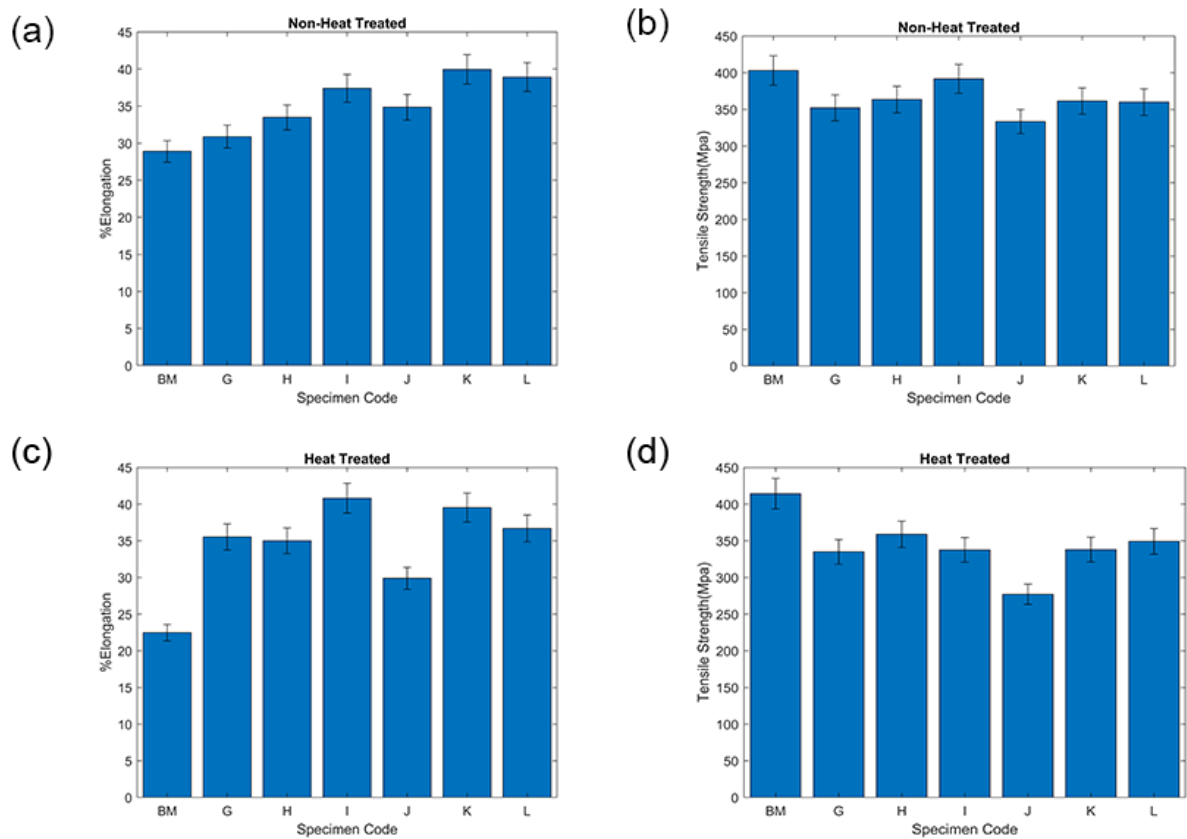 (a)
Non-Heat Treated
45
40
35
30
25
20
15
10
5
0
%Elongation
BM G H I J K L
Specimen Code
(b)
Non-Heat Treated
450
400
350
300
250
200
150
100
50
0
Tensile Strength(Mpa)
BM G H I J K L
Specimen Code
(c)
Heat Treated
45
40
35
30
25
20
15
10
5
0
%Elongation
BM G H I J K L
Specimen Code
(d)
Heat Treated
450
400
350
300
250
200
150
100
50
0
Tensile Strength(Mpa)
BM G H I J K L
Specimen Code